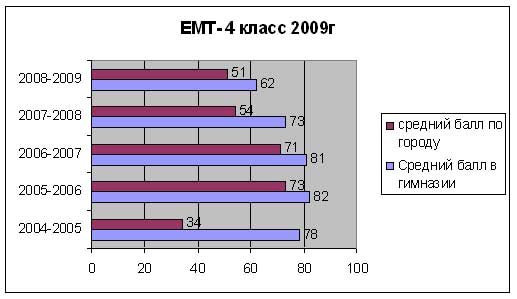 ЕМТ- 4 класс 2009г
2008-2009
51
62
2007-2008
54
73
2006-2007
71
81
2005-2006
73
82
2004-2005
34
78
0 20 40 60 80 100
средний балл по
городу
Средний балл в
гимназии